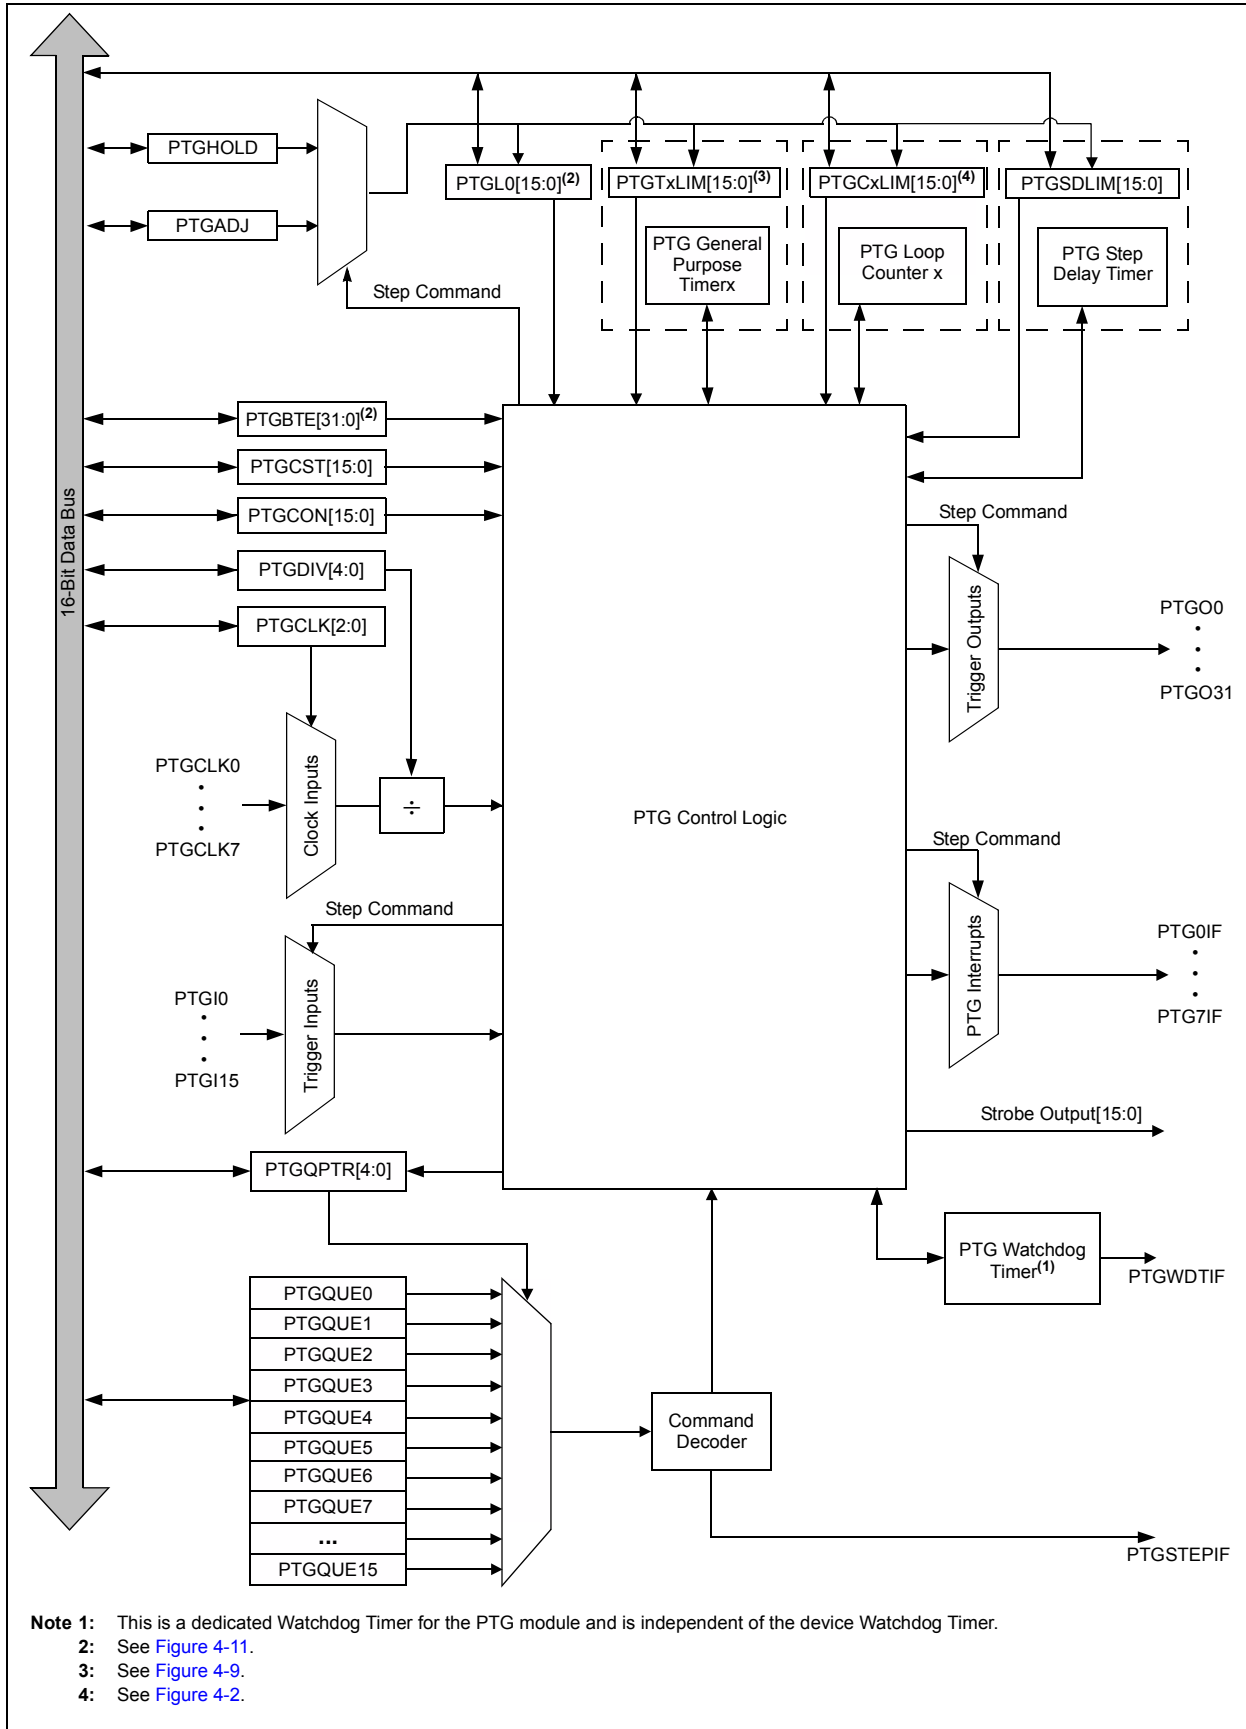 16-Bit Data Bus
PTGHOLD
PTGADJ
PTGL0[15:0](2)
PTGTxLIM[15:0](3)
PTGCxLIM[15:0](4)
PTGSDLIM[15:0]
PTG General
Purpose
Timerx
PTG Loop
Counter x
PTG Step
Delay Timer
Step Command
PTGBTE[31:0](2)
PTGCST[15:0]
PTGCON[15:0]
PTGDIV[4:0]
PTGCLK[2:0]
Step Command
Trigger Outputs
PTGO0
•
•
•
PTGO31
PTGCLK0
•
•
•
PTGCLK7
Clock Inputs
÷
PTG Control Logic
Step Command
PTG Interrupts
PTG0IF
•
•
•
PTG7IF
Step Command
PTGI0
•
•
•
PTGI15
Trigger Inputs
Strobe Output[15:0]
PTGQPTR[4:0]
PTG Watchdog
Timer(1)
PTGWDTIF
PTGQUE0
PTGQUE1
PTGQUE2
PTGQUE3
PTGQUE4
PTGQUE5
PTGQUE6
PTGQUE7
...
PTGQUE15
Command
Decoder
PTGSTEPIF
Note 1: This is a dedicated Watchdog Timer for the PTG module and is independent of the device Watchdog Timer.
2: See Figure 4-11.
3: See Figure 4-9.
4: See Figure 4-2.